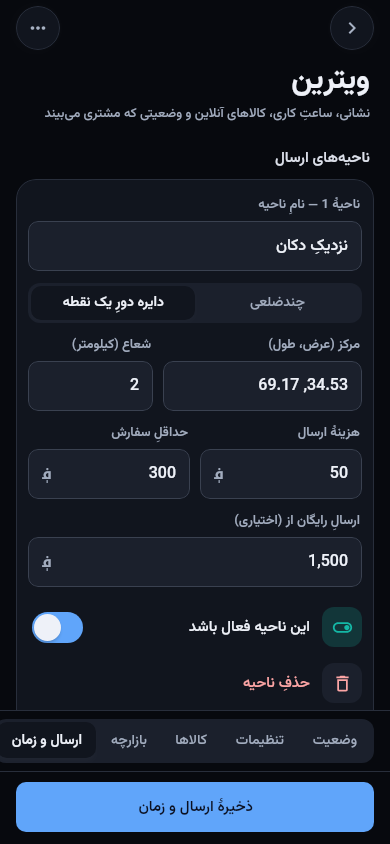 ویترین
نشانی، ساعتِ کاری، کالاهای آنلاین و وضعیتی که مشتری می‌بیند
ناحیه‌های ارسال
ناحیهٔ 1 — نامِ ناحیه
نزدیکِ دکان
چندضلعی
دایره دورِ یک نقطه
مرکز (عرض، طول)
شعاع (کیلومتر)
34.53, 69.17
2
هزینهٔ ارسال
حداقلِ سفارش
50 ؋
300 ؋
ارسالِ رایگان از (اختیاری)
1,500 ؋
این ناحیه فعال باشد
حذفِ ناحیه
وضعیت
تنظیمات
کالاها
بازارچه
ارسال و زمان
ذخیرهٔ ارسال و زمان